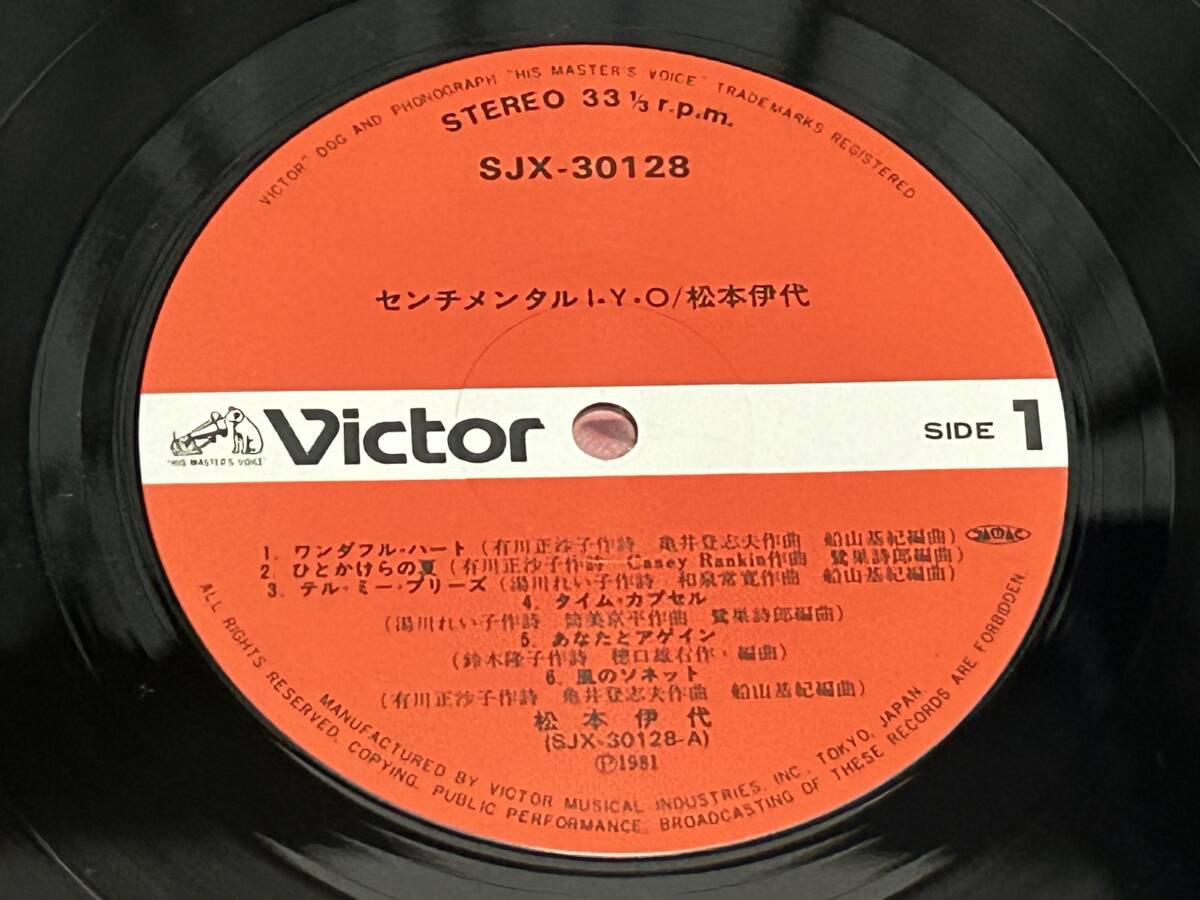 "VICTOR" DOG AND PHONOGRAPH "HIS MASTER'S VOICE" TRADEMARKS REGISTERED
STEREO 33 1/3 r.p.m.
SJX-30128
センチメンタル I・Y・O/松本伊代
"HIS MASTER'S VOICE"
Victor
SIDE 1
1. ワンダフル・ハート (有川正沙子作詩 亀井登志夫作曲 船山基紀編曲) JASRAC
2. ひとかけらの夏 (有川正沙子作詩 Casey Rankin作曲 鷺巣詩郎編曲)
3. テル・ミー・プリーズ (湯川れい子作詩 和泉常寛作曲 船山基紀編曲)
4. タイム・カプセル
(湯川れい子作詩 筒美京平作曲 鷺巣詩郎編曲)
5. あなたとアゲイン
(鈴木隆子作詩 穂口雄右作・編曲)
6. 風のソネット
(有川正沙子作詩 亀井登志夫作曲 船山基紀編曲)
松本伊代
(SJX-30128-A)
Ⓟ1981
MANUFACTURED BY VICTOR MUSICAL INDUSTRIES, INC., TOKYO, JAPAN
ALL RIGHTS RESERVED. COPYING, PUBLIC PERFORMANCE, BROADCASTING OF THESE RECORDS ARE FORBIDDEN.